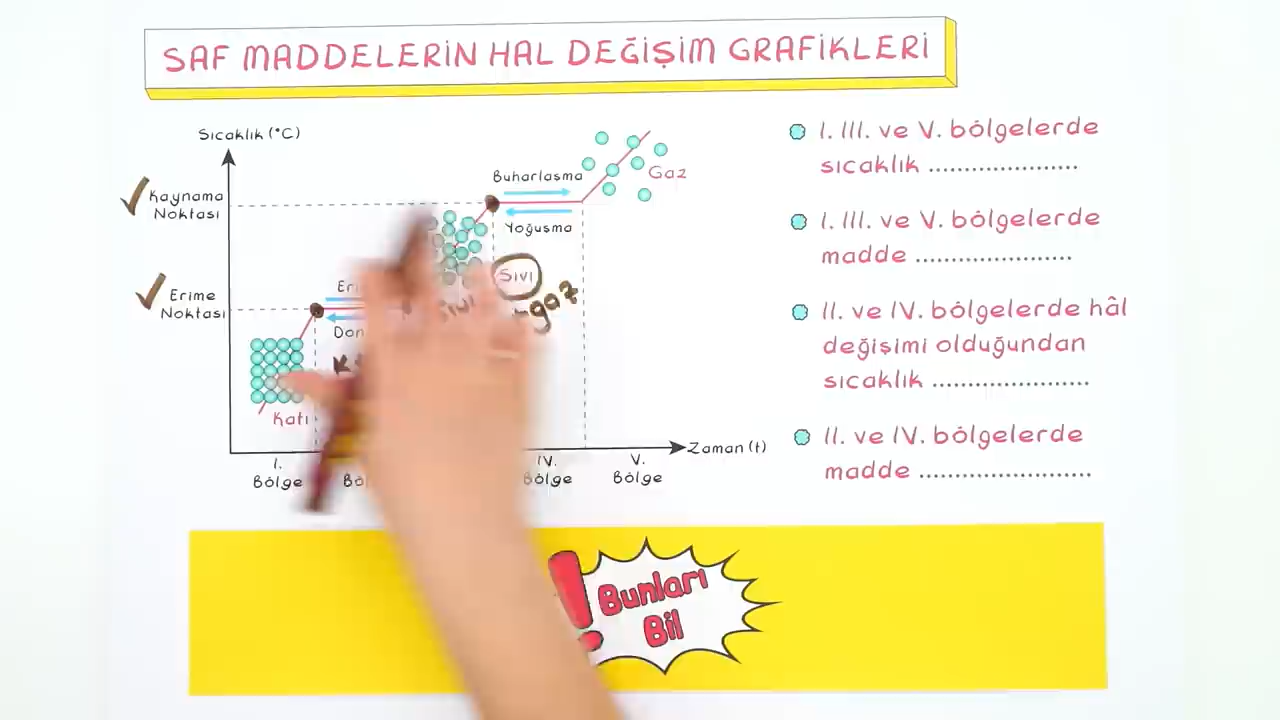 SAF MADDELERİN HAL DEĞİŞİM GRAFİKLERİ
Sıcaklık (°C)
Kaynama
Noktası
Erime
Noktası
Buharlaşma
Yoğuşma
Gaz
Sıvı
gaz
Katı
Zaman (t)
I.
Bölge
IV.
Bölge
V.
Bölge
I. III. ve V. bölgelerde
sıcaklık ..............................
I. III. ve V. bölgelerde
madde .........................
II. ve IV. bölgelerde hâl
değişimi olduğundan
sıcaklık ..............................
II. ve IV. bölgelerde
madde .................................
Bunları
Bil